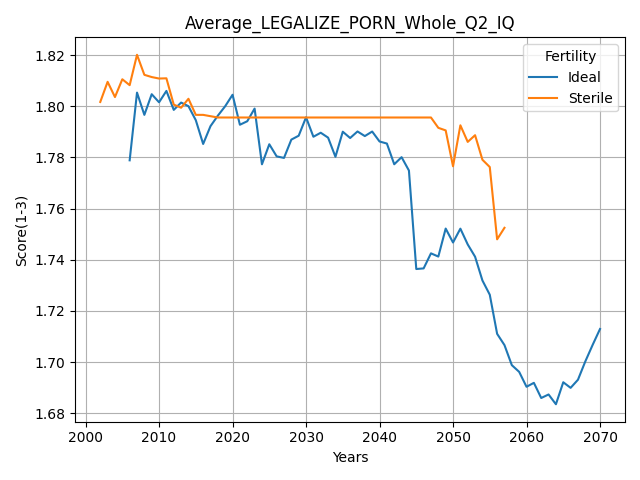 Average_LEGALIZE_PORN_Whole_Q2_IQ
Fertility
Ideal
Sterile
Score(1-3)
1.82
1.80
1.78
1.76
1.74
1.72
1.70
1.68
2000 2010 2020 2030 2040 2050 2060 2070
Years